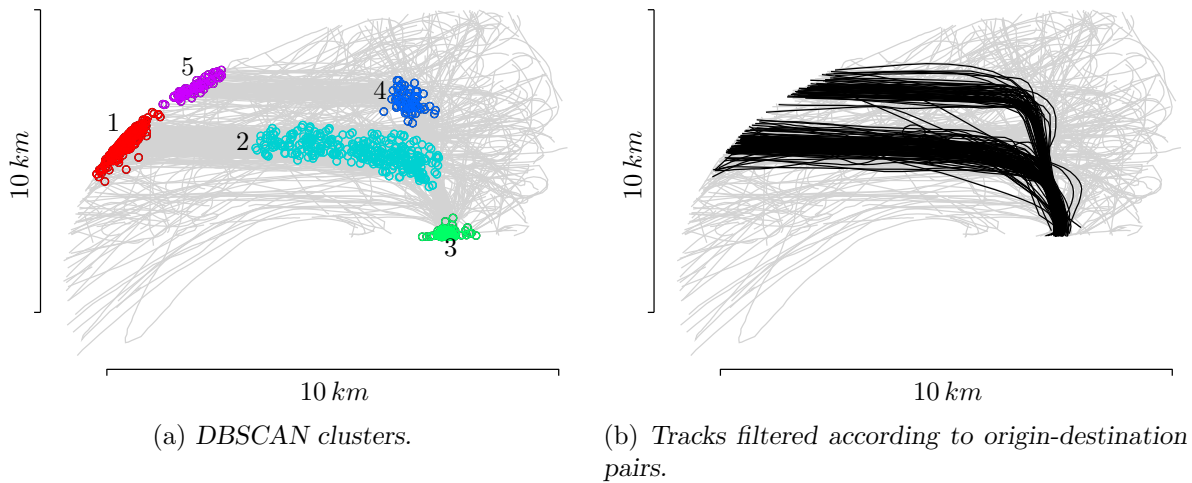 5
4
1
2
3
10 km
10 km
10 km
10 km
(a) DBSCAN clusters.
(b) Tracks filtered according to origin-destination
pairs.